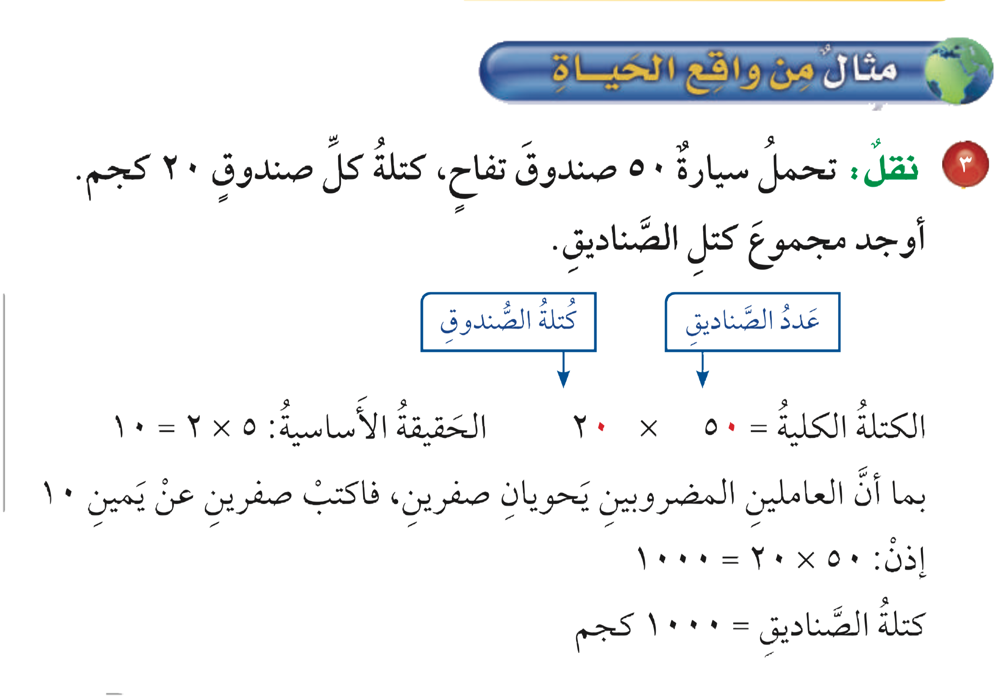 مثالٌ مِن واقِع الحَيـاةِ
٣ نقلٌ: تحملُ سيارةٌ ٥٠ صندوقَ تفاحٍ، كتلةُ كلِّ صندوقٍ ٢٠ كجم.
أوجد مجموعَ كتلِ الصَّناديقِ.
عَددُ الصَّناديقِ كُتلةُ الصُّندوقِ
الكتلةُ الكليةُ = ٥٠ × ٢٠ الحَقيقةُ الأَساسيةُ: ٥ × ٢ = ١٠
بما أنَّ العاملينِ المضروبينِ يَحويانِ صفرينِ، فاكتبْ صفرينِ عنْ يَمينِ ١٠
إذنْ: ٥٠ × ٢٠ = ١٠٠٠
كتلةُ الصَّناديقِ = ١٠٠٠ كجم